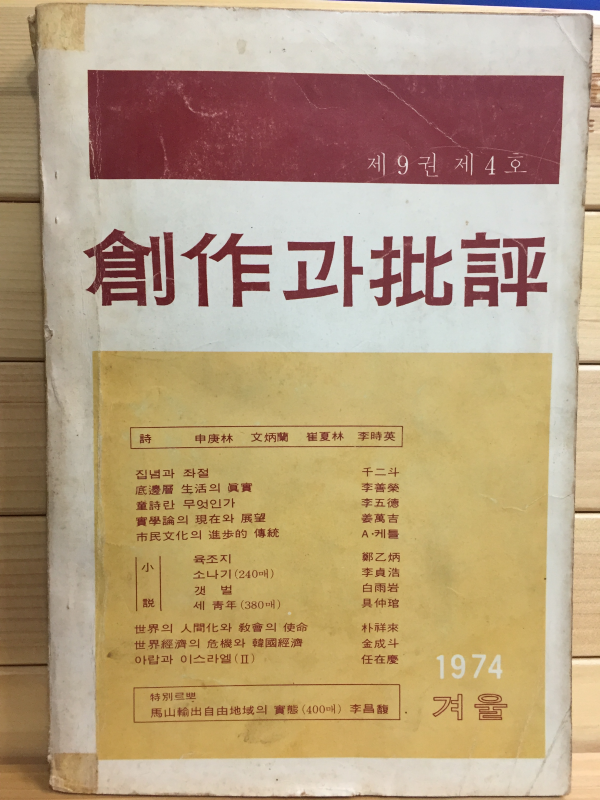 제9권 제4호
創作과批評
詩 申庚林 文炳蘭 崔夏林 李時英
집념과 좌절 千二斗
底邊層 生活의 眞實 李善榮
童詩란 무엇인가 李五德
實學論의 現在와 展望 姜萬吉
市民文化의 進步的 傳統 A·케틀
小説
육조지 鄭乙炳
소나기(240매) 李貞浩
갯벌 白雨岩
세 靑年(380매) 具仲琯
世界의 人間化와 敎會의 使命 朴祥來
世界經濟의 危機와 韓國經濟 金成斗
아랍과 이스라엘(II) 任在慶
特別르뽀
馬山輸出自由地域의 實態(400매) 李昌馥
1974
겨울